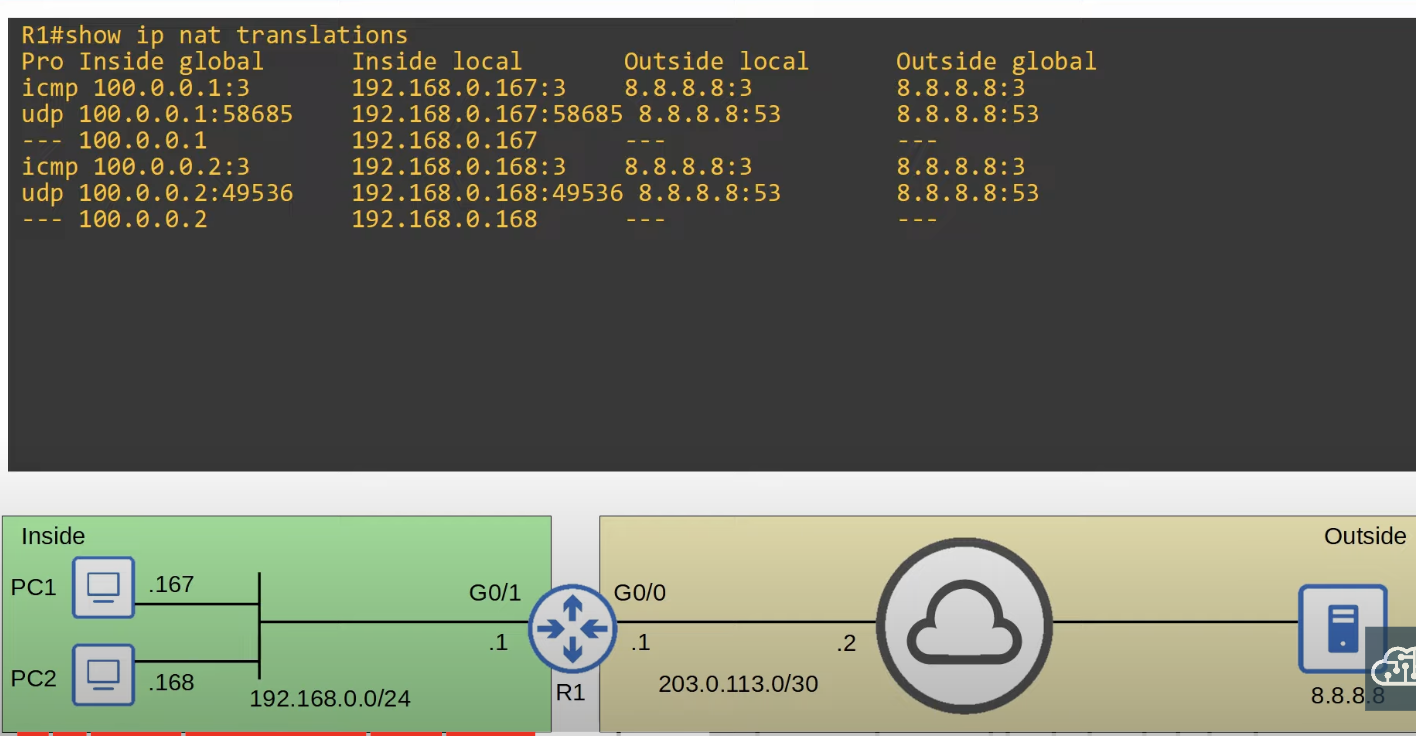 R1#show ip nat translations
Pro Inside global Inside local Outside local Outside global
icmp 100.0.0.1:3 192.168.0.167:3 8.8.8.8:3 8.8.8.8:3
udp 100.0.0.1:58685 192.168.0.167:58685 8.8.8.8:53 8.8.8.8:53
--- 100.0.0.1 192.168.0.167 --- ---
icmp 100.0.0.2:3 192.168.0.168:3 8.8.8.8:3 8.8.8.8:3
udp 100.0.0.2:49536 192.168.0.168:49536 8.8.8.8:53 8.8.8.8:53
--- 100.0.0.2 192.168.0.168 --- ---
Inside Outside
PC1 .167 G0/1 G0/0
.1 .1 .2
PC2 .168
192.168.0.0/24 R1 203.0.113.0/30 8.8.8.8